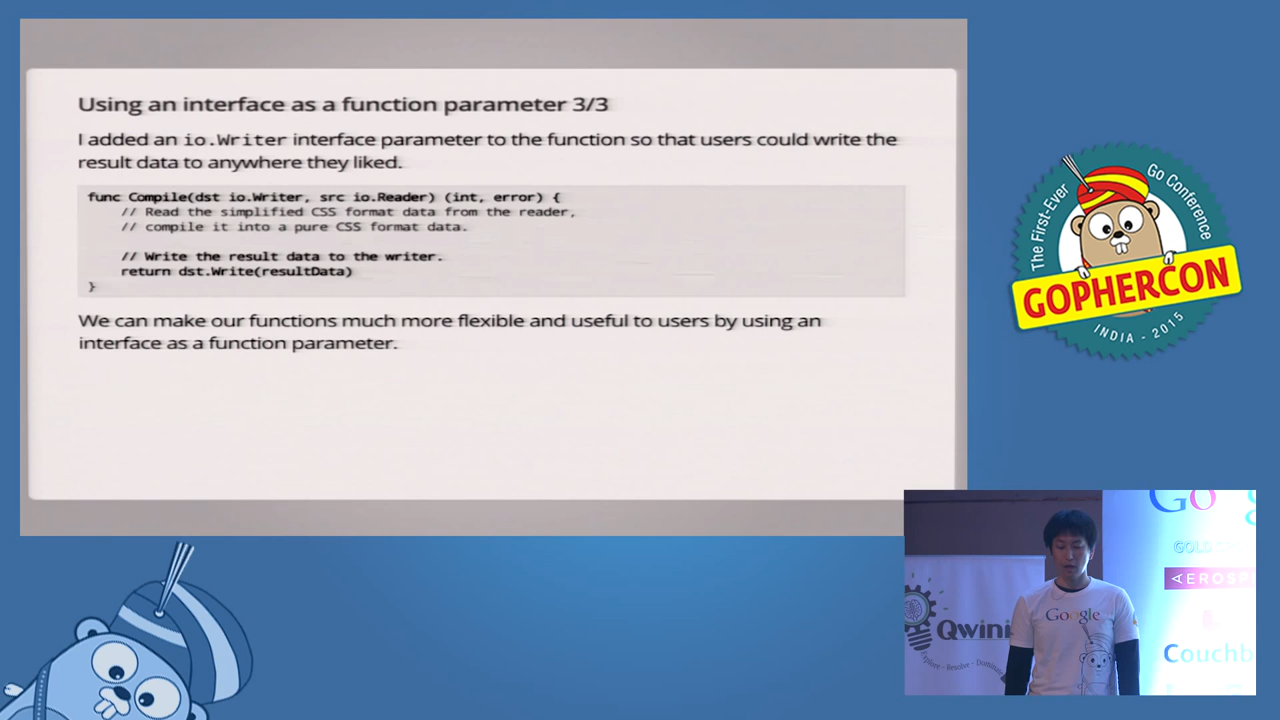 Using an interface as a function parameter 3/3
I added an io.Writer interface parameter to the function so that users could write the
result data to anywhere they liked.
func Compile(dst io.Writer, src io.Reader) (int, error) {
// Read the simplified CSS format data from the reader,
// compile it into a pure CSS format data.
// Write the result data to the writer.
return dst.Write(resultData)
}
We can make our functions much more flexible and useful to users by using an
interface as a function parameter.
The First-Ever
Go Conference
GOPHERCON
INDIA - 2015
Go
GOLD
AEROSP
Qwini
Google
Couchb